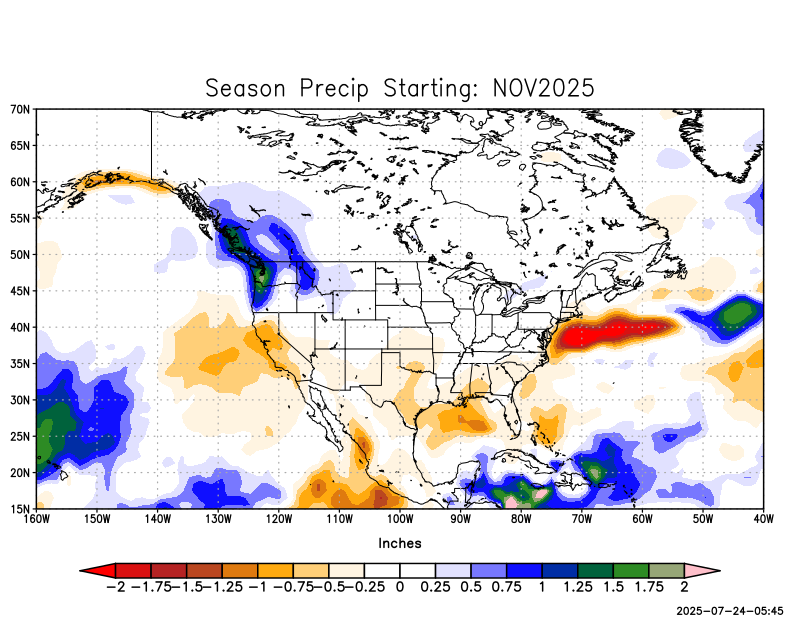 Season Precip Starting: NOV2025
70N
65N
60N
55N
50N
45N
40N
35N
30N
25N
20N
15N
160W 150W 140W 130W 120W 110W 100W 90W 80W 70W 60W 50W 40W
Inches
−2 −1.75 −1.5 −1.25 −1 −0.75 −0.5 −0.25 0 0.25 0.5 0.75 1 1.25 1.5 1.75 2
2025-07-24-05:45